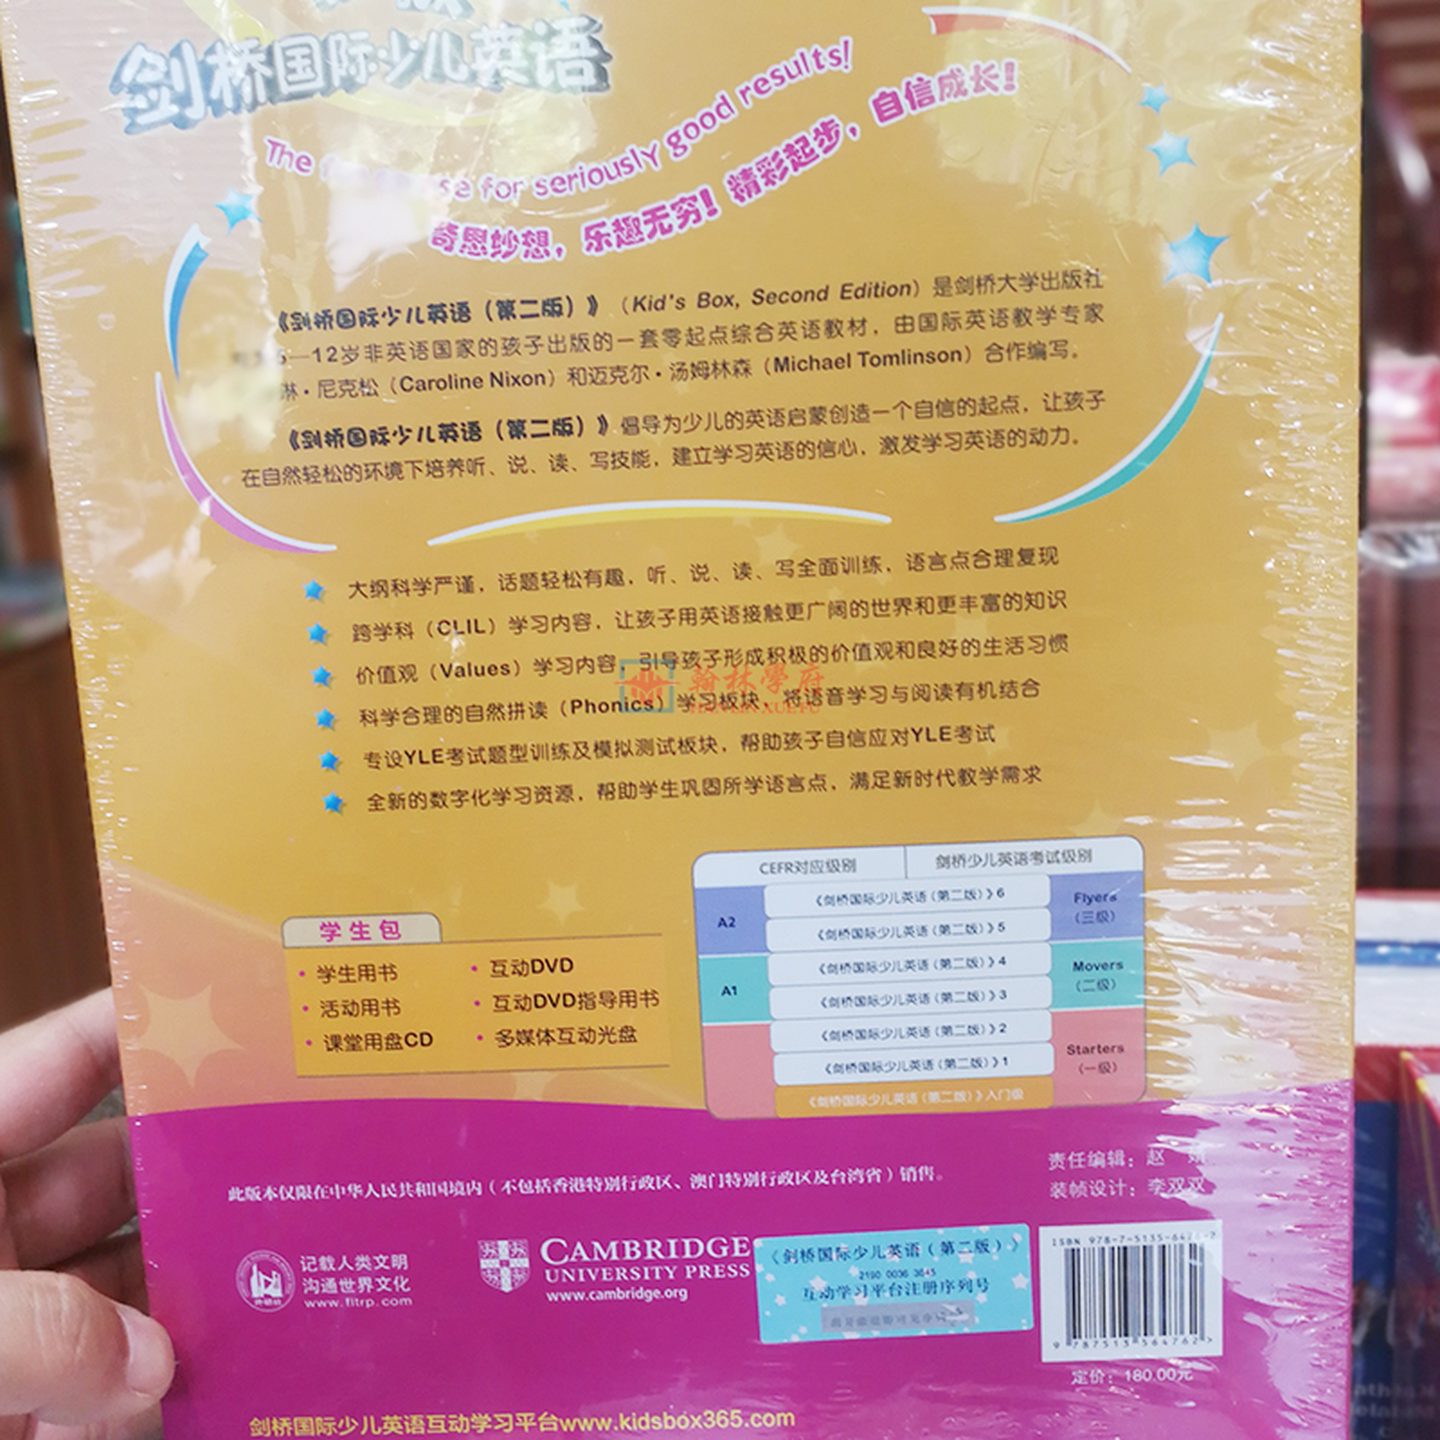 剑桥国际少儿英语
The for seriously good results!
奇思妙想，乐趣无穷！精彩起步，自信成长！
《剑桥国际少儿英语（第二版）》（Kid's Box, Second Edition）是剑桥大学出版社
—12岁非英语国家的孩子出版的一套零起点综合英语教材，由国际英语教学专家
琳·尼克松（Caroline Nixon）和迈克尔·汤姆林森（Michael Tomlinson）合作编写。
《剑桥国际少儿英语（第二版）》倡导为少儿的英语启蒙创造一个自信的起点，让孩子
在自然轻松的环境下培养听、说、读、写技能，建立学习英语的信心，激发学习英语的动力。
大纲科学严谨，话题轻松有趣，听、说、读、写全面训练，语言点合理复现
跨学科（CLIL）学习内容，让孩子用英语接触更广阔的世界和更丰富的知识
价值观（Values）学习内容，引导孩子形成积极的价值观和良好的生活习惯
翰林學府
HANLIN XUEFU
科学合理的自然拼读（Phonics）学习板块，将语音学习与阅读有机结合
专设YLE考试题型训练及模拟测试板块，帮助孩子自信应对YLE考试
全新的数字化学习资源，帮助学生巩固所学语言点，满足新时代教学需求
CEFR对应级别 剑桥少儿英语考试级别
A2 《剑桥国际少儿英语（第二版）》6 Flyers
《剑桥国际少儿英语（第二版）》5 （三级）
A1 《剑桥国际少儿英语（第二版）》4 Movers
《剑桥国际少儿英语（第二版）》3 （二级）
《剑桥国际少儿英语（第二版）》2 Starters
《剑桥国际少儿英语（第二版）》1 （一级）
《剑桥国际少儿英语（第二版）》入门级
学生包
• 学生用书 • 互动DVD
• 活动用书 • 互动DVD指导用书
• 课堂用盘CD • 多媒体互动光盘
此版本仅限在中华人民共和国境内（不包括香港特别行政区、澳门特别行政区及台湾省）销售。
责任编辑：赵
装帧设计：李双双
记载人类文明
沟通世界文化
www.fltrp.com
CAMBRIDGE
UNIVERSITY PRESS
www.cambridge.org
《剑桥国际少儿英语（第二版）》
2190 0036 3645
互动学习平台注册序列号
ISBN 978-7-5135-6476-2
9 787513 564762 >
定价：180.00元
剑桥国际少儿英语互动学习平台www.kidsbox365.com